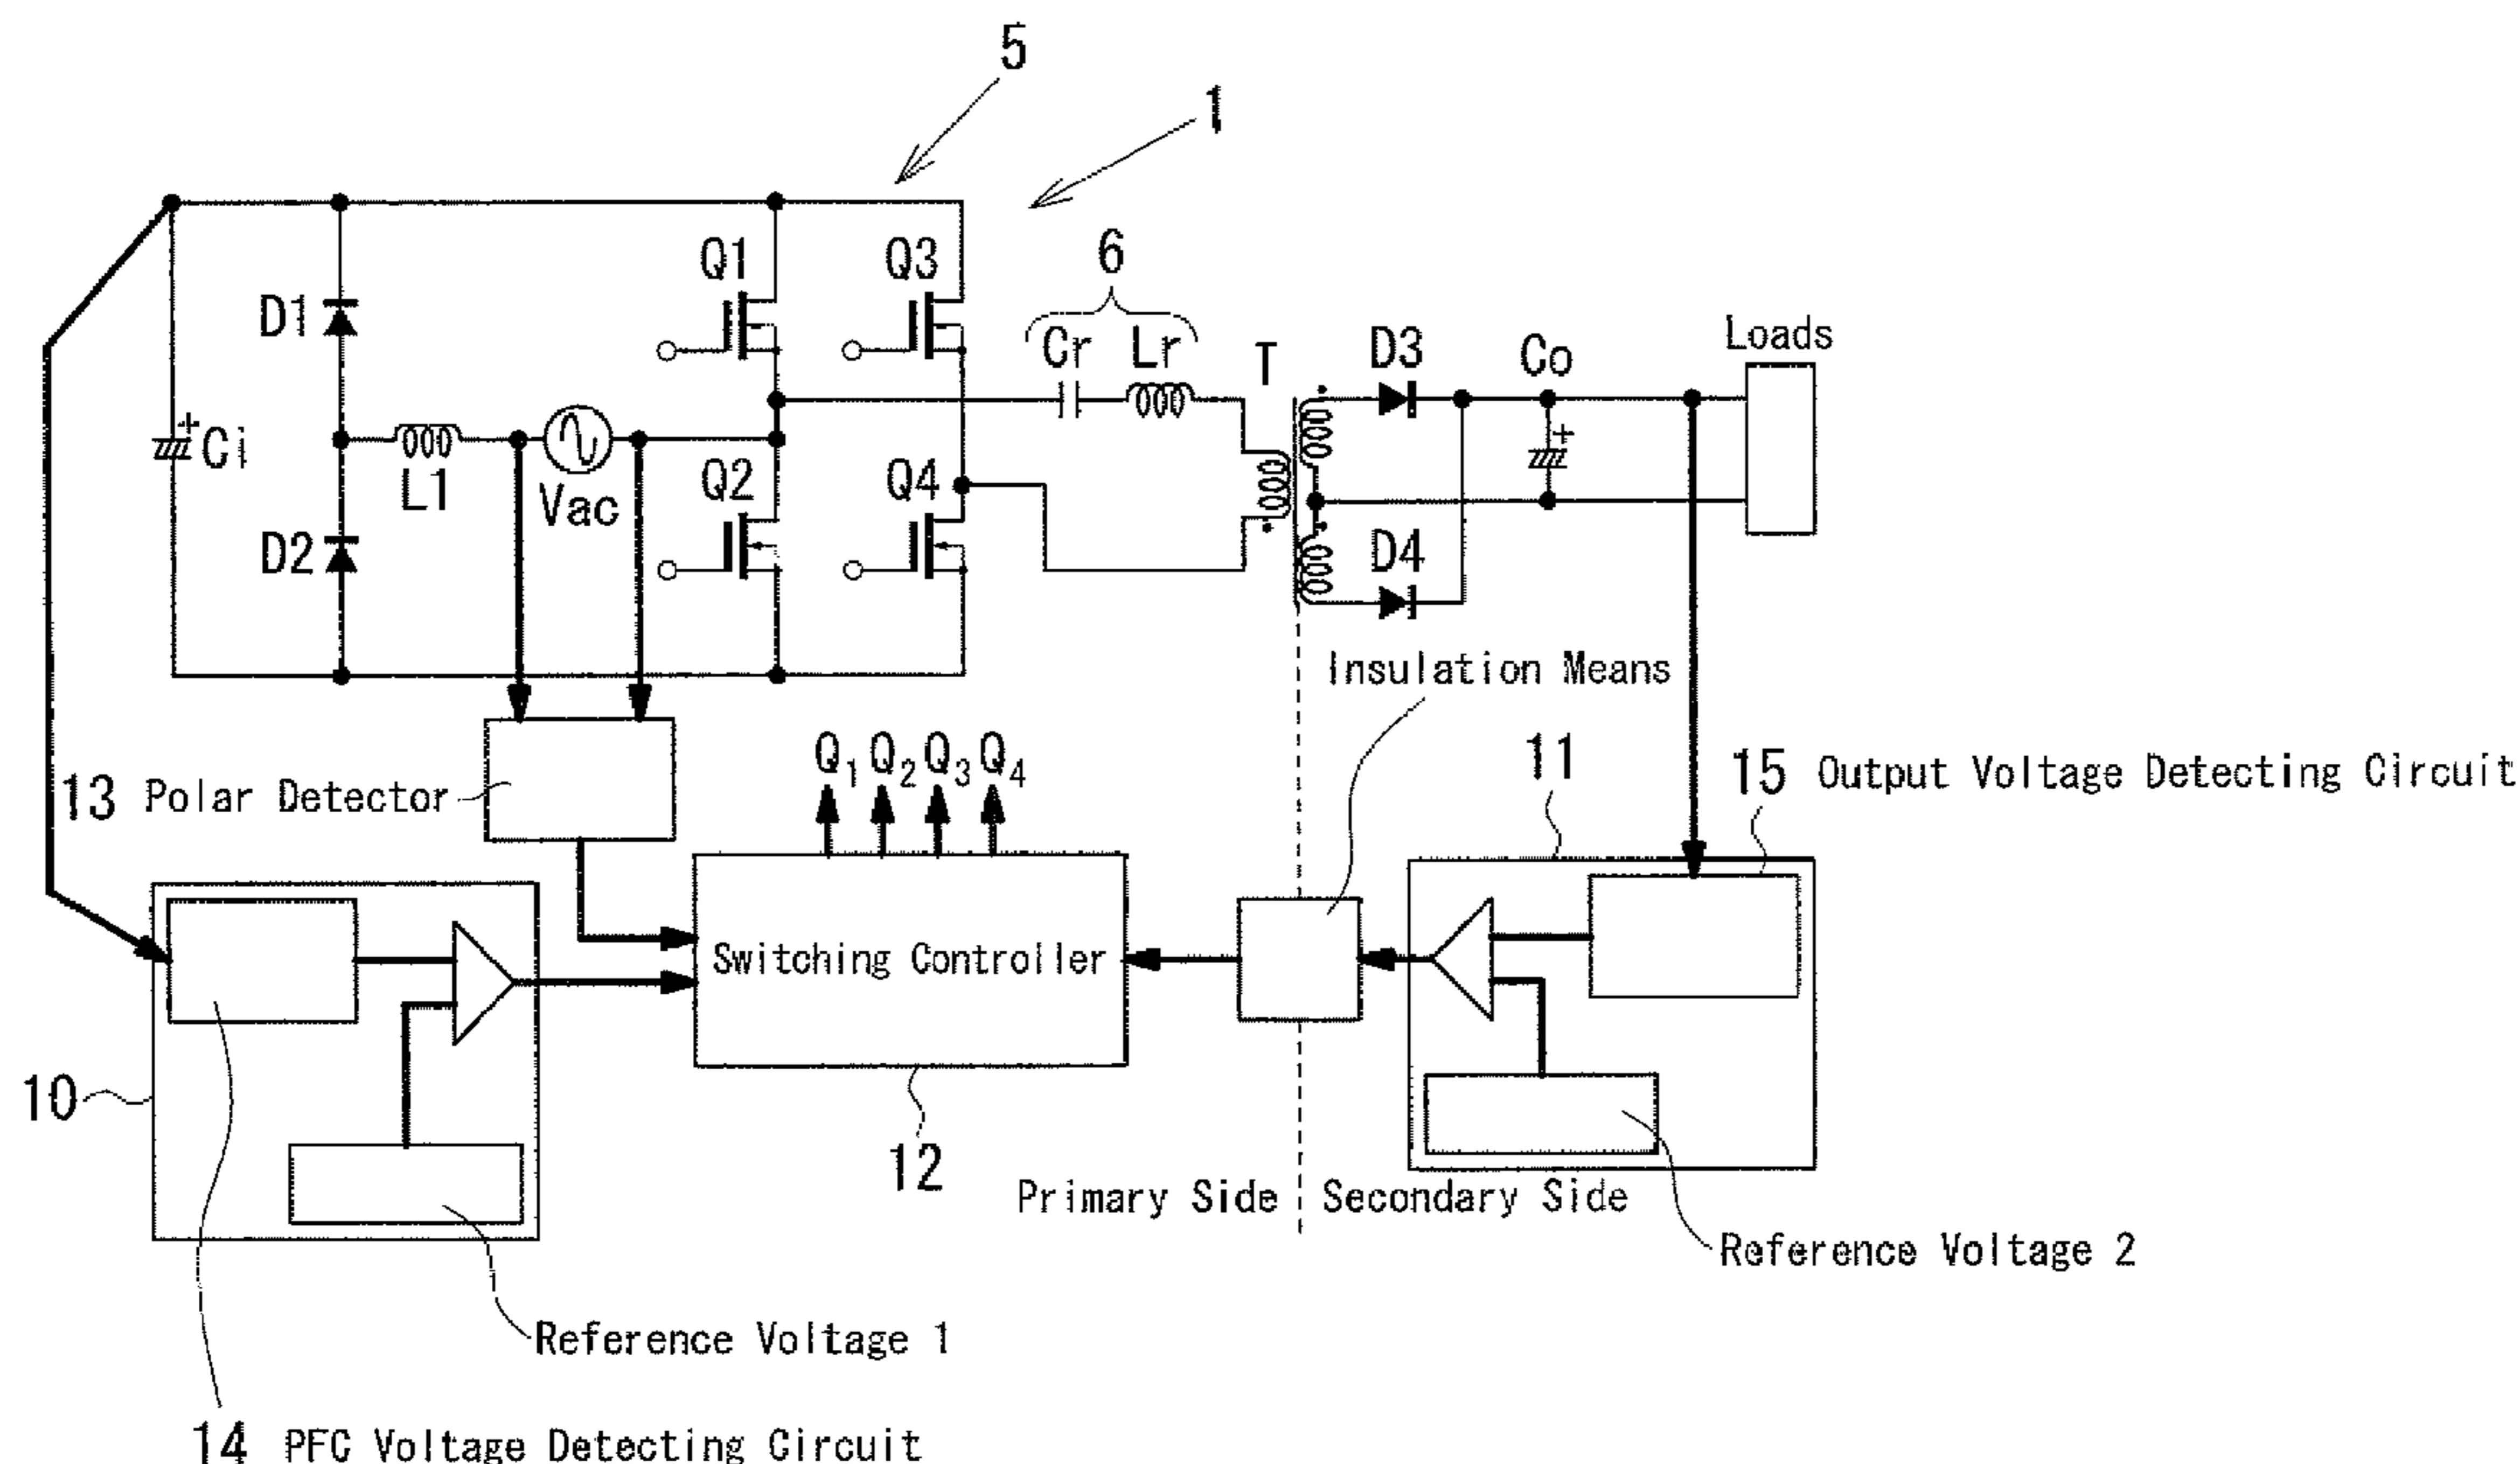 5
1
Q1
Q3
6
D1
Cr
Lr
T
D3
Co
Loads
+
Ci
L1
Vac
Q2
Q4
+
D2
D4
Insulation Means
Q1 Q2 Q3 Q4
11
15 Output Voltage Detecting Circuit
13 Polar Detector
Switching Controller
10
12
Primary Side
Secondary Side
Reference Voltage 2
Reference Voltage 1
14 PFC Voltage Detecting Circuit